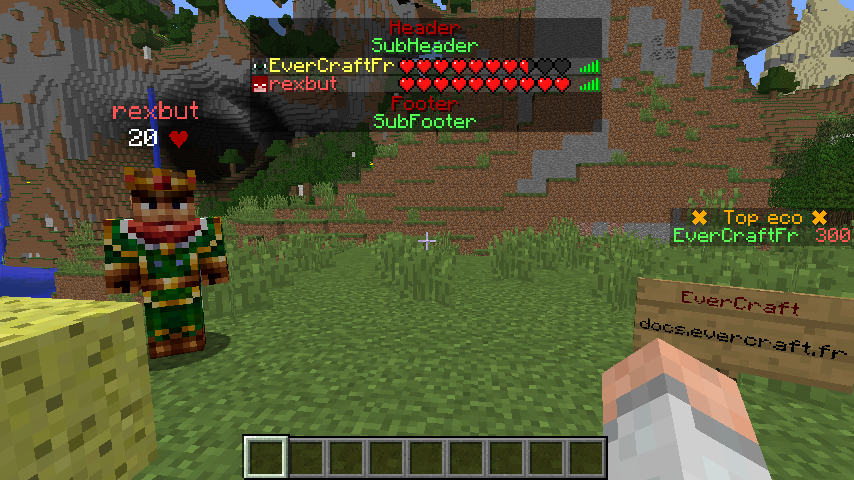 Header
SubHeader
EverCraftFr
rexbut
Footer
SubFooter
rexbut
20
Top eco
EverCraftFr 300
EverCraft
docs.evercraft.fr